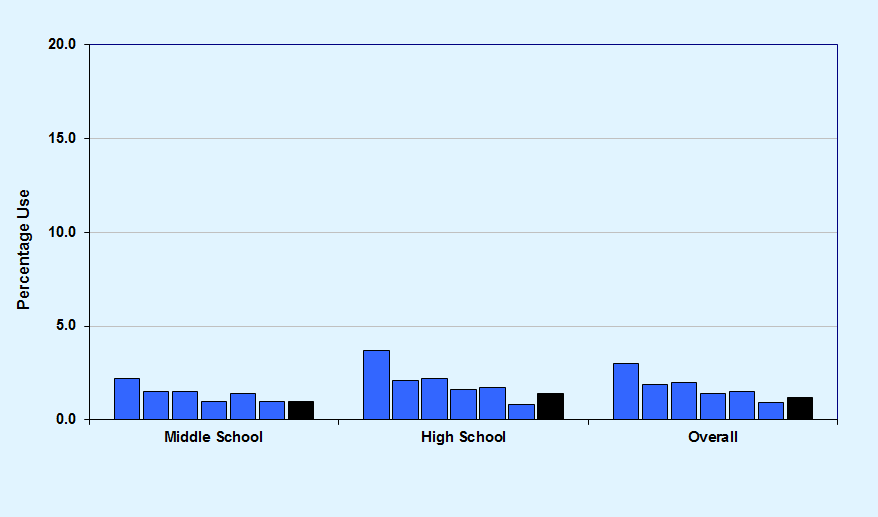 20.0
15.0
10.0
5.0
0.0
Percentage Use
Middle School
High School
Overall